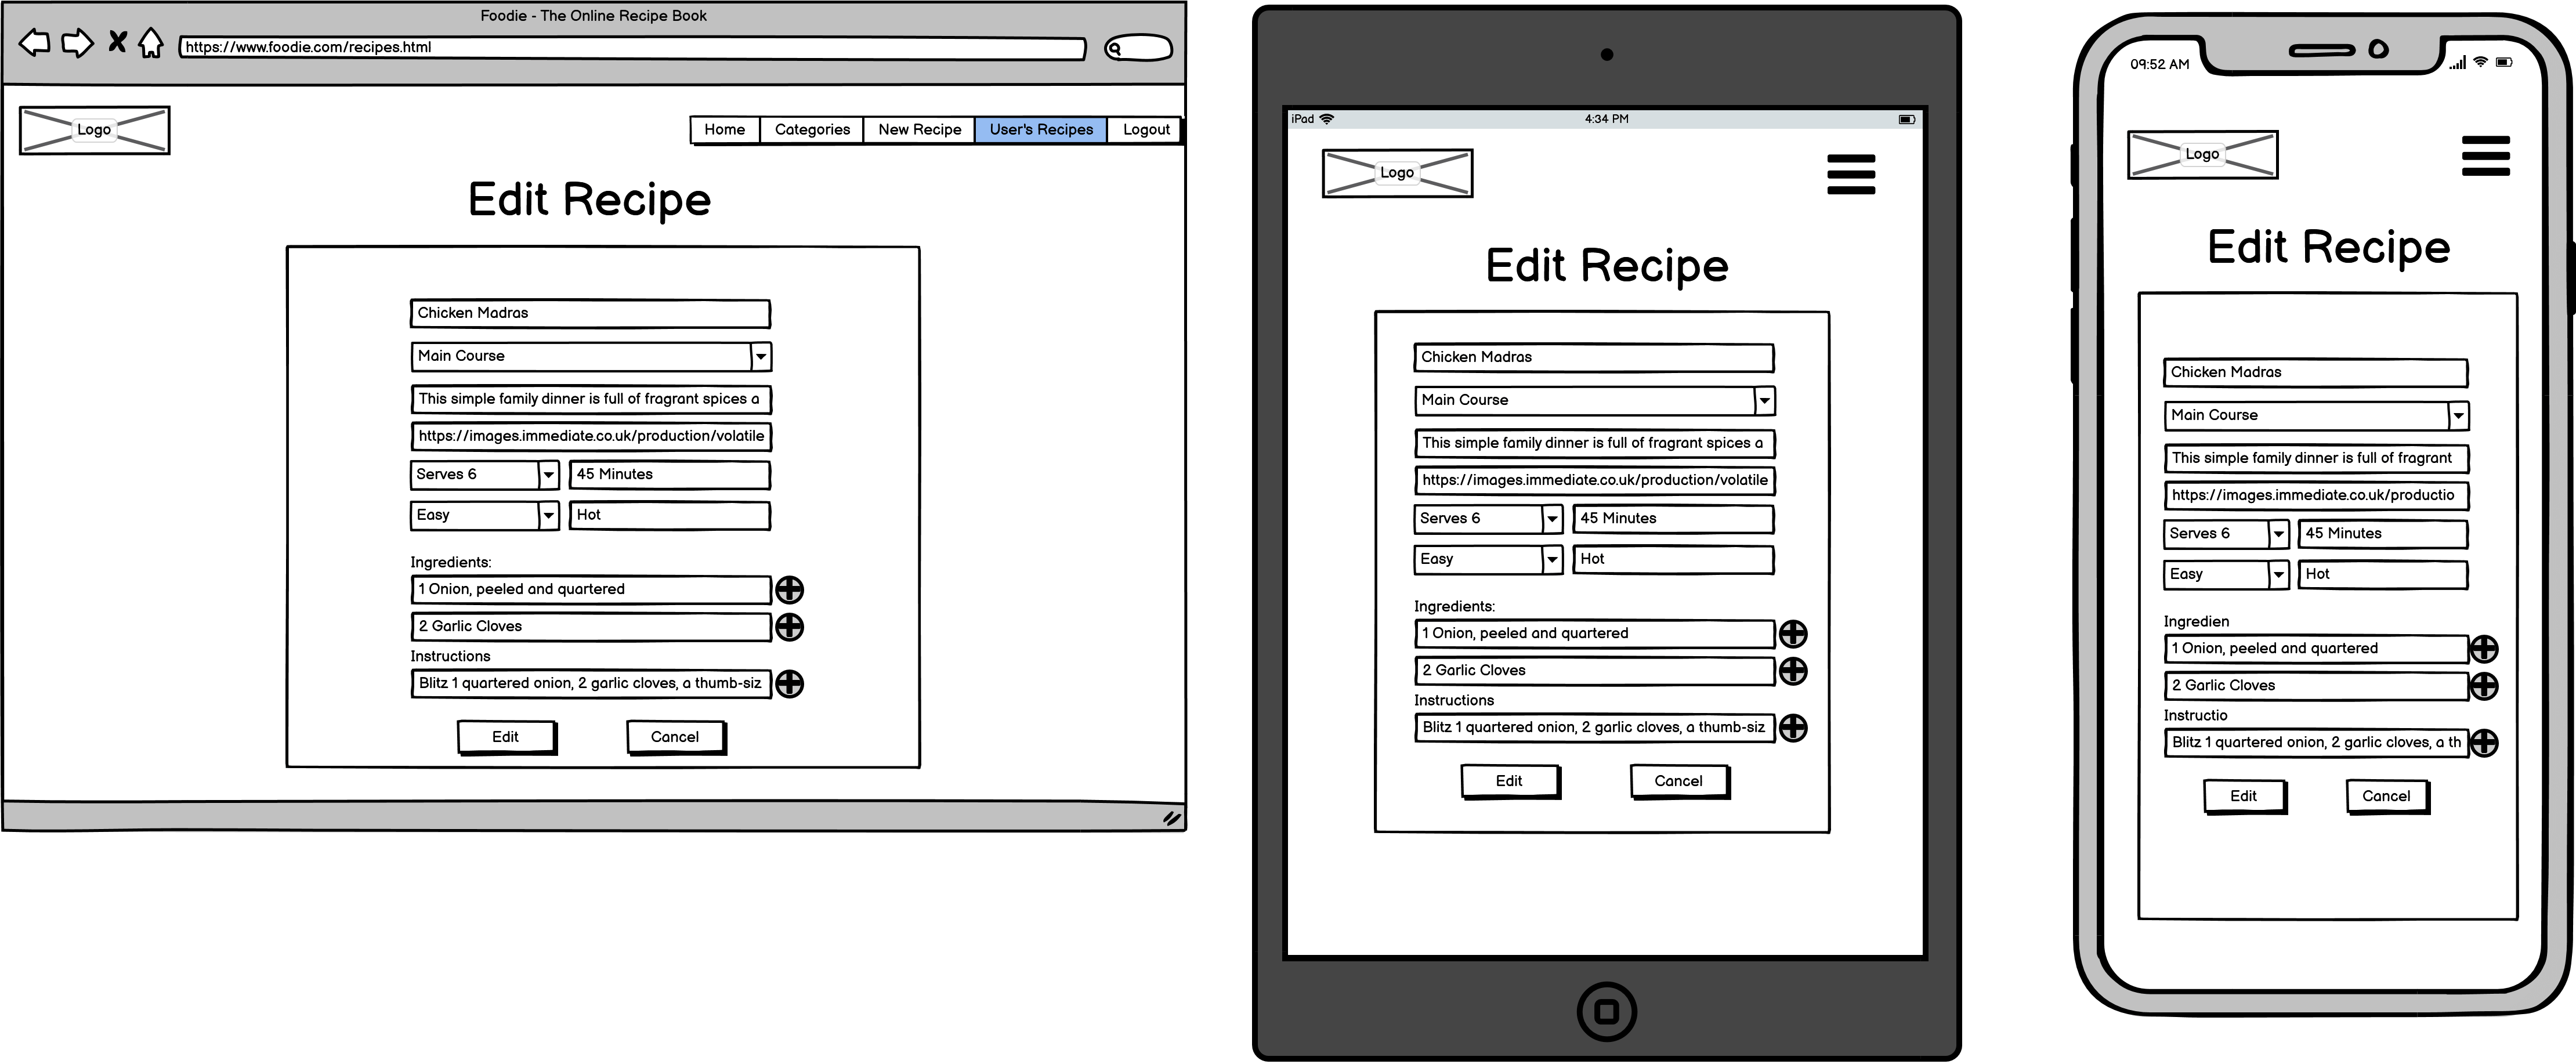 Foodie - The Online Recipe Book
https://www.foodie.com/recipes.html
Logo
Home Categories New Recipe User's Recipes Logout
Edit Recipe
Chicken Madras
Main Course
This simple family dinner is full of fragrant spices a
https://images.immediate.co.uk/production/volatile
Serves 6 45 Minutes
Easy Hot
Ingredients:
1 Onion, peeled and quartered
2 Garlic Cloves
Instructions
Blitz 1 quartered onion, 2 garlic cloves, a thumb-siz
Edit Cancel
iPad 4:34 PM
Logo
Edit Recipe
Chicken Madras
Main Course
This simple family dinner is full of fragrant spices a
https://images.immediate.co.uk/production/volatile
Serves 6 45 Minutes
Easy Hot
Ingredients:
1 Onion, peeled and quartered
2 Garlic Cloves
Instructions
Blitz 1 quartered onion, 2 garlic cloves, a thumb-siz
Edit Cancel
09:52 AM
Logo
Edit Recipe
Chicken Madras
Main Course
This simple family dinner is full of fragrant
https://images.immediate.co.uk/productio
Serves 6 45 Minutes
Easy Hot
Ingredien
1 Onion, peeled and quartered
2 Garlic Cloves
Instructio
Blitz 1 quartered onion, 2 garlic cloves, a th
Edit Cancel